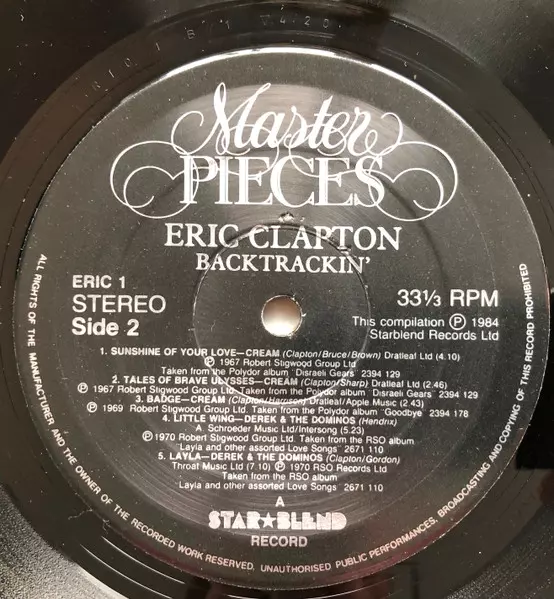 Master
PIECES
ERIC CLAPTON
BACKTRACKIN'
ERIC 1
STEREO
Side 2
33⅓ RPM
This compilation Ⓟ 1984
Starblend Records Ltd
1. SUNSHINE OF YOUR LOVE—CREAM (Clapton/Bruce/Brown) Dratleaf Ltd (4.10)
Ⓟ 1967 Robert Stigwood Group Ltd.
Taken from the Polydor album "Disraeli Gears" 2394 129
2. TALES OF BRAVE ULYSSES—CREAM (Clapton/Sharp) Dratleaf Ltd (2.46)
Ⓟ 1967 Robert Stigwood Group Ltd. Taken from the Polydor album "Disraeli Gears" 2394 129
3. BADGE—CREAM (Clapton/Harrison) Dratleaf/Apple Music (2.43)
Ⓟ 1969 Robert Stigwood Group Ltd. Taken from the Polydor album "Goodbye" 2394 178
4. LITTLE WING—DEREK & THE DOMINOS (Hendrix)
A Schroeder Music Ltd/Intersong (5.23)
Ⓟ 1970 Robert Stigwood Group Ltd. Taken from the RSO album
"Layla and other assorted Love Songs" 2671 110
5. LAYLA—DEREK & THE DOMINOS (Clapton/Gordon)
Throat Music Ltd (7.10) Ⓟ 1970 RSO Records Ltd
Taken from the RSO album
"Layla and other assorted Love Songs" 2671 110
A
STAR★BLEND
RECORD
ALL RIGHTS OF THE MANUFACTURER AND THE OWNER OF THE RECORDED WORK RESERVED. UNAUTHORISED PUBLIC PERFORMANCES, BROADCASTING AND COPYING OF THIS RECORD PROHIBITED